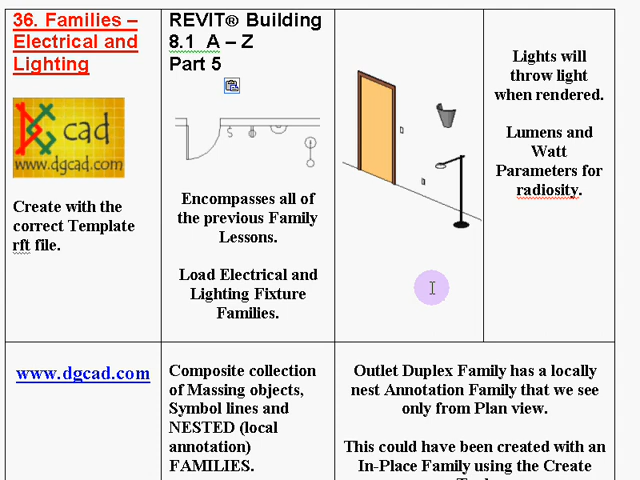 36. Families –
Electrical and
Lighting
cad
www.dgcad.com
Create with the
correct Template
rft file.
REVIT® Building
8.1 A – Z
Part 5
S
Encompasses all of
the previous Family
Lessons.
Load Electrical and
Lighting Fixture
Families.
Lights will
throw light
when rendered.
Lumens and
Watt
Parameters for
radiosity.
www.dgcad.com
Composite collection
of Massing objects,
Symbol lines and
NESTED (local
annotation)
FAMILIES.
Outlet Duplex Family has a locally
nest Annotation Family that we see
only from Plan view.
This could have been created with an
In-Place Family using the Create